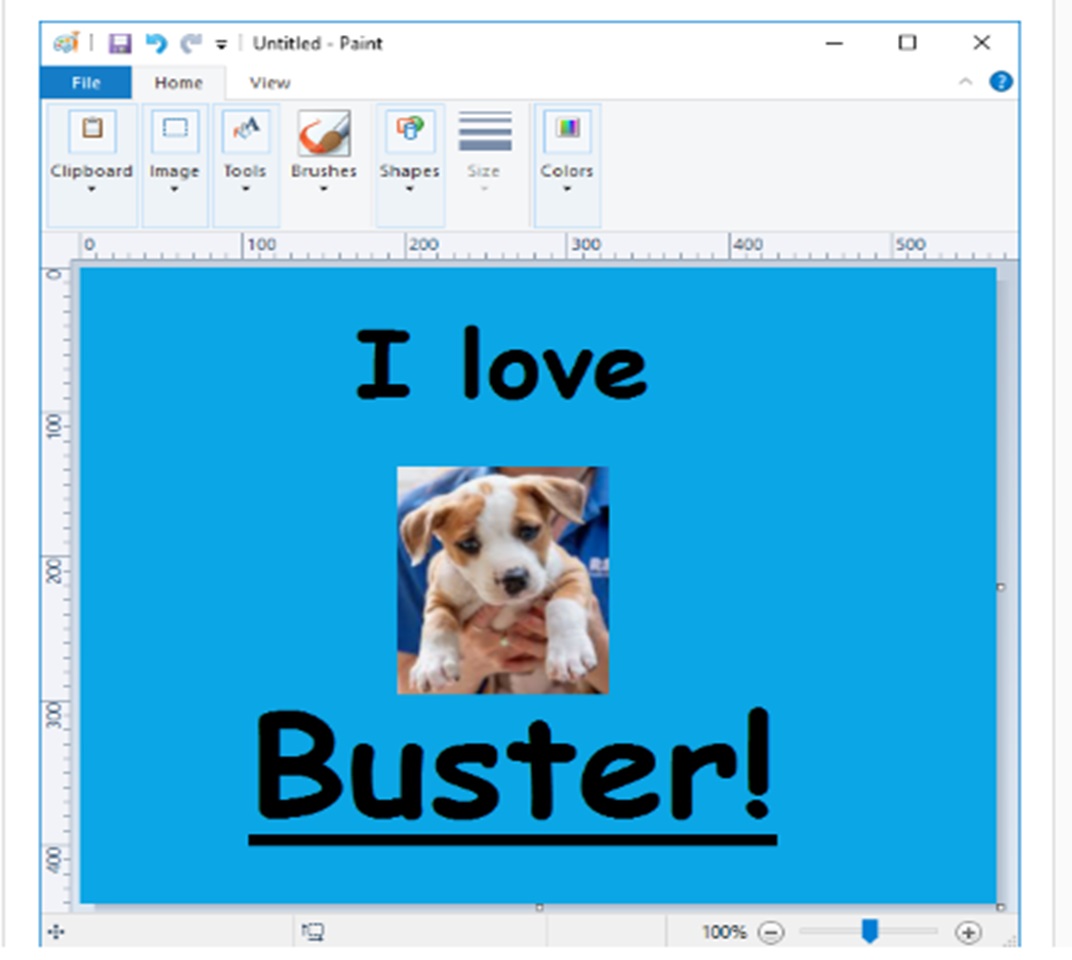 Untitled - Paint
File Home View
Clipboard Image Tools Brushes Shapes Size Colors
0 100 200 300 400 500
0
100
200
300
400
I love
Buster!
100%